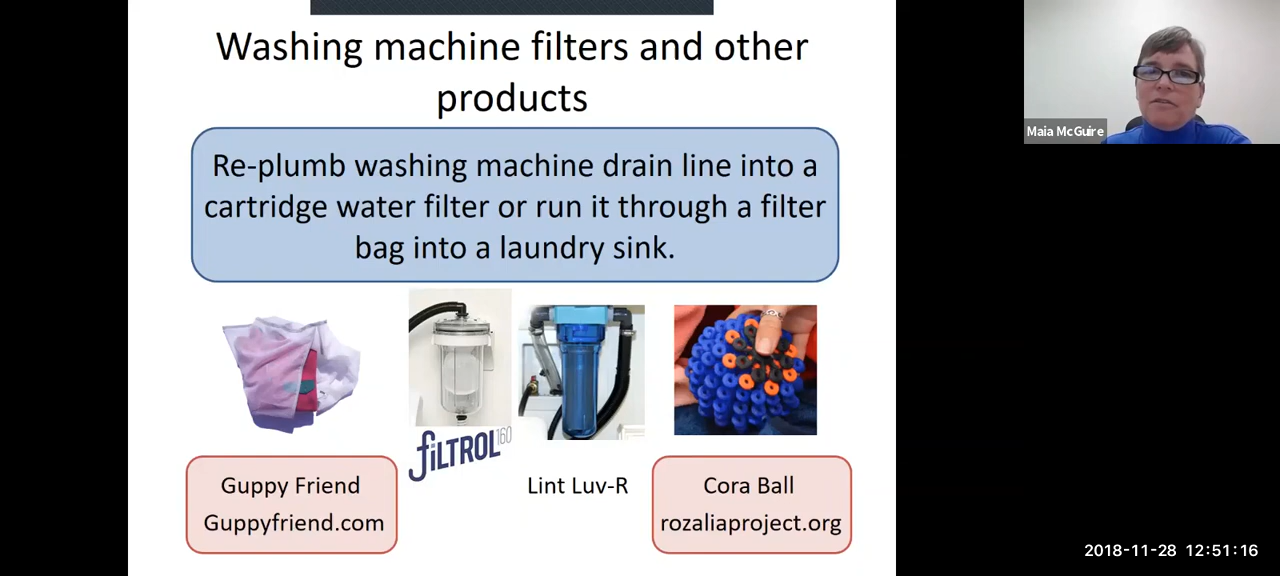 Washing machine filters and other
products
Re-plumb washing machine drain line into a
cartridge water filter or run it through a filter
bag into a laundry sink.
FILTROL 160
Guppy Friend
Guppyfriend.com
Lint Luv-R
Cora Ball
rozaliaproject.org
Maia McGuire
2018-11-28 12:51:16